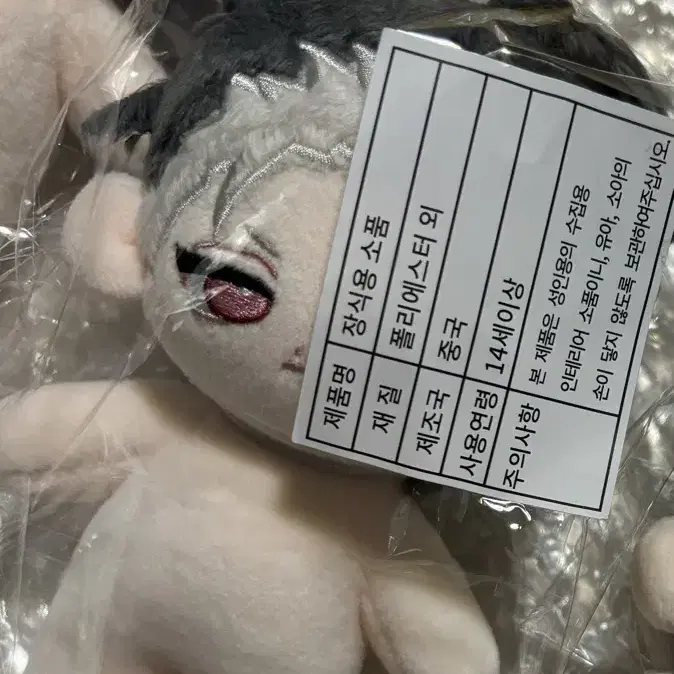 제품명 장식용 소품
재 질 폴리에스터 외
제조국 중국
사용연령 14세이상
주의사항 본 제품은 성인용의 수집용
인테리어 소품이니, 유아, 소아의
손이 닿지 않도록 보관하여주십시오.